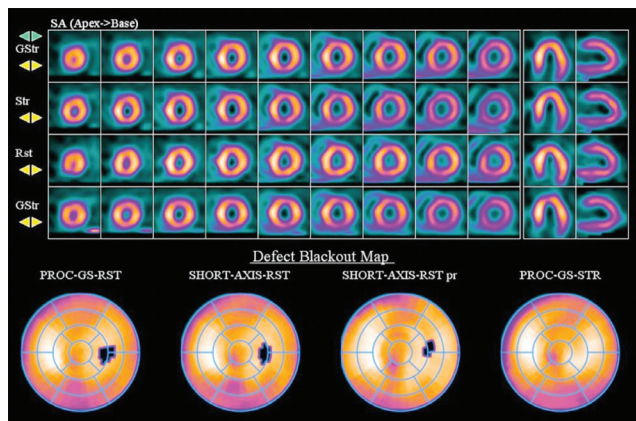 SA (Apex->Base)
GStr
Str
Rst
GStr
Defect Blackout Map
PROC-GS-RST SHORT-AXIS-RST SHORT-AXIS-RST pr PROC-GS-STR